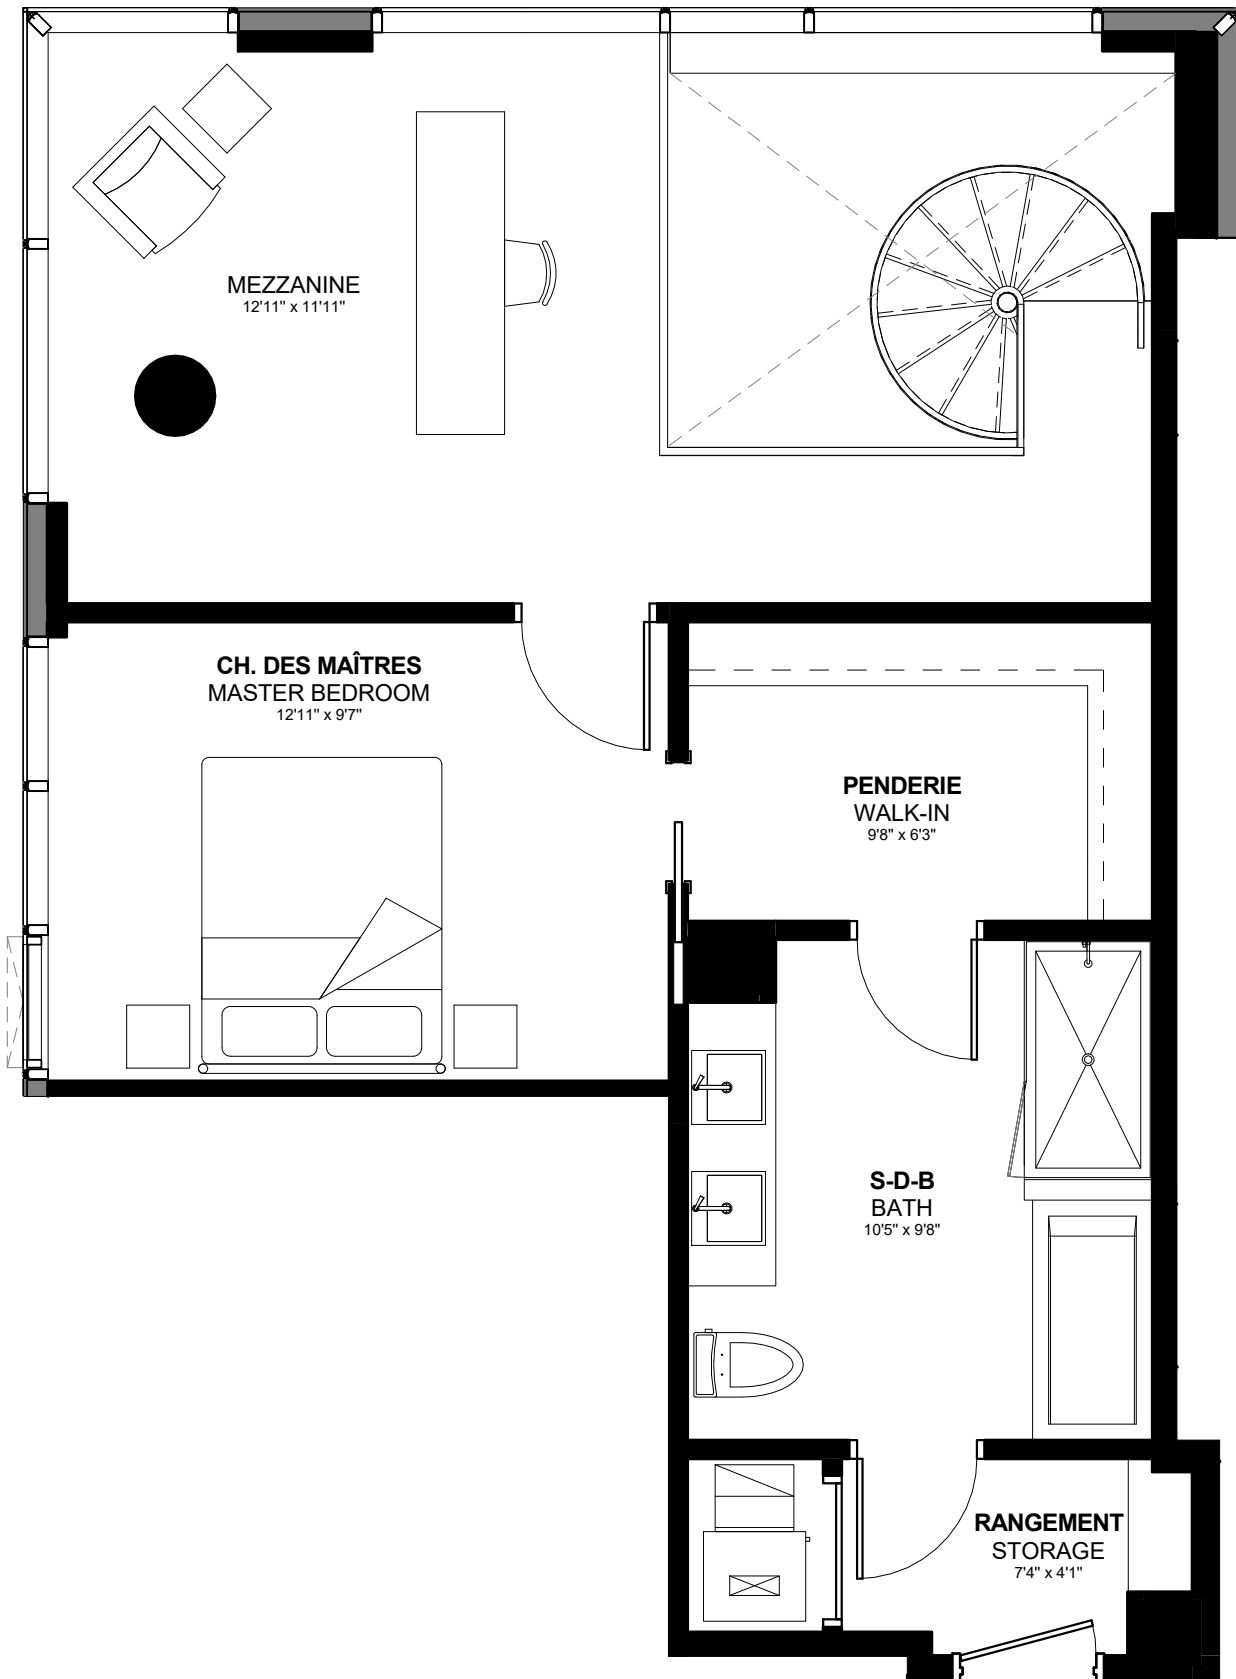 MEZZANINE
12'11" x 11'11"
CH. DES MAÎTRES
MASTER BEDROOM
12'11" x 9'7"
PENDERIE
WALK-IN
9'8" x 6'3"
S-D-B
BATH
10'5" x 9'8"
RANGEMENT
STORAGE
7'4" x 4'1"